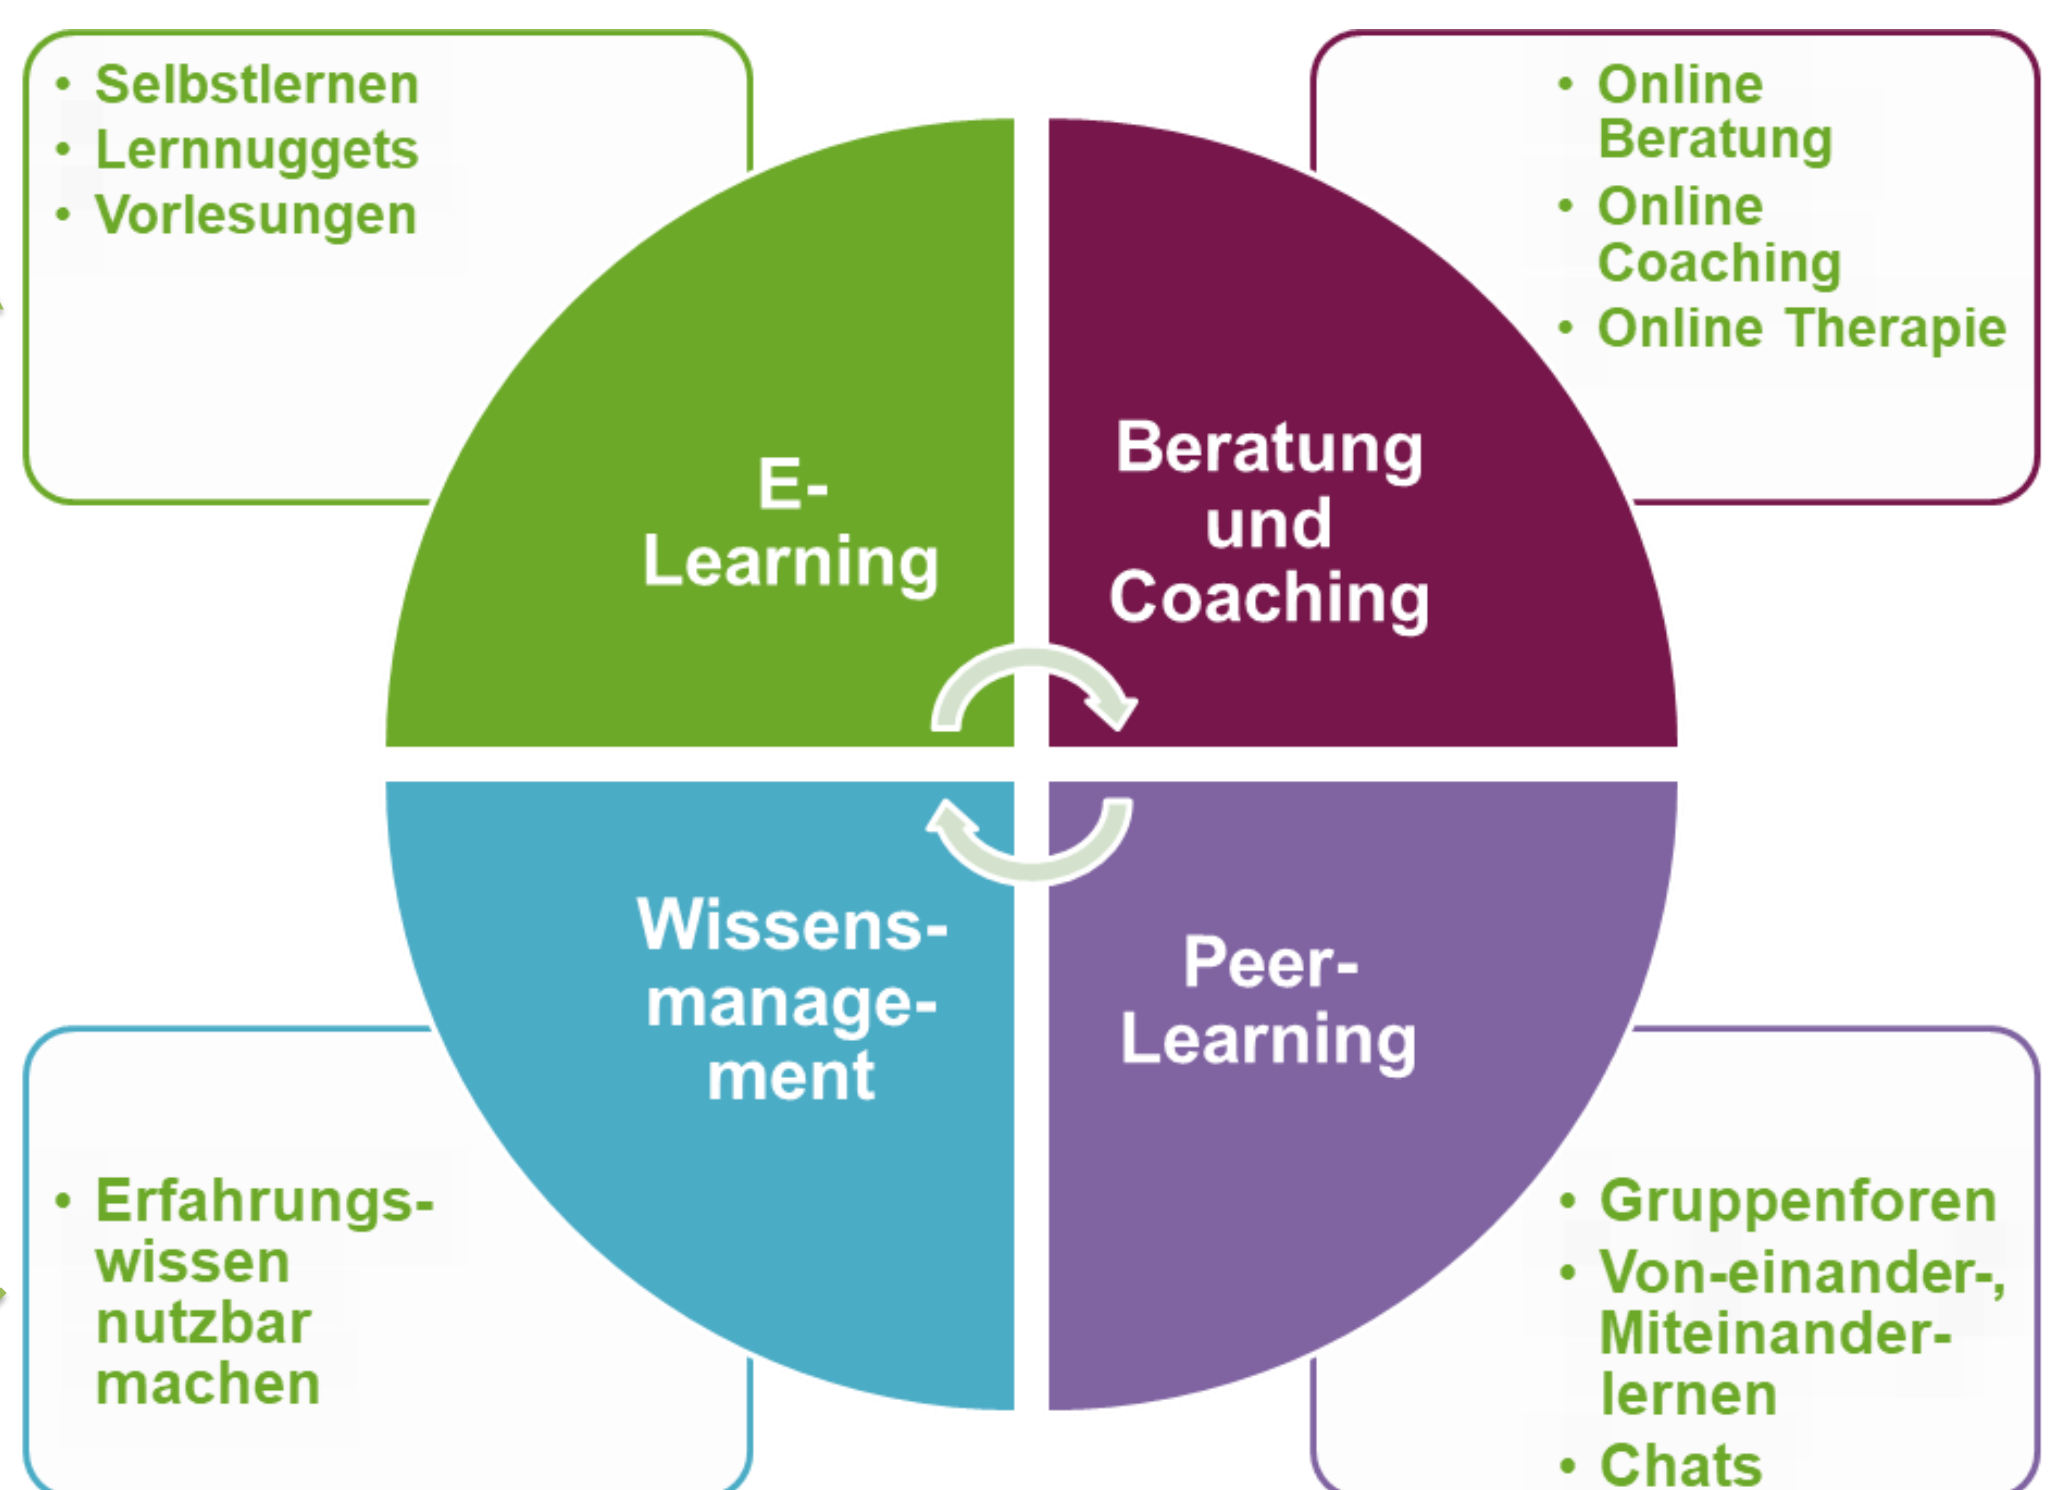 • Selbstlernen
• Lernnuggets
• Vorlesungen
• Online
Beratung
• Online
Coaching
• Online Therapie
E-
Learning
Beratung
und
Coaching
Wissens-
manage-
ment
Peer-
Learning
• Erfahrungs-
wissen
nutzbar
machen
• Gruppenforen
• Von-einander-,
Miteinander-
lernen
• Chats